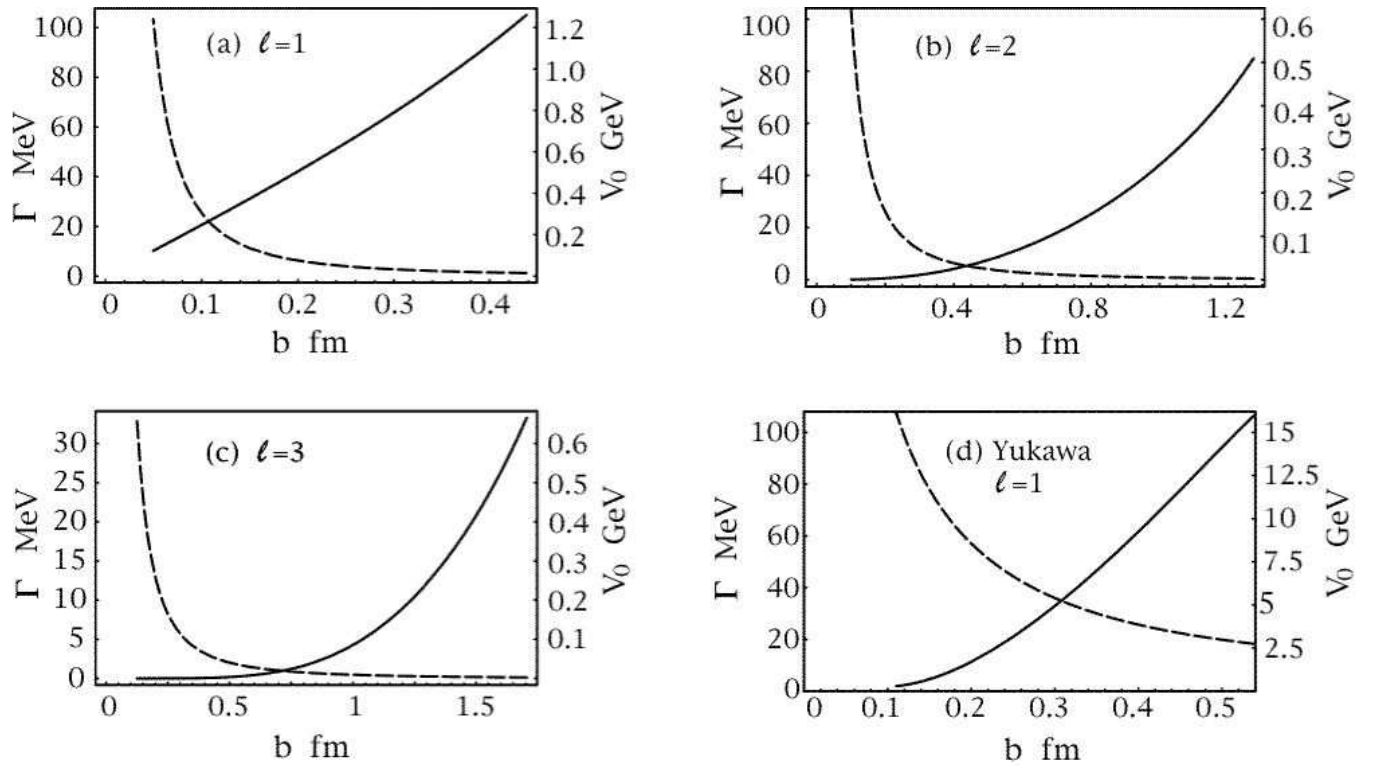 (a) ℓ=1
100
80
60
40
20
0
Γ MeV
1.2
1.0
0.8
0.6
0.4
0.2
V₀ GeV
0 0.1 0.2 0.3 0.4
b fm
(b) ℓ=2
100
80
60
40
20
0
Γ MeV
0.6
0.5
0.4
0.3
0.2
0.1
V₀ GeV
0 0.4 0.8 1.2
b fm
(c) ℓ=3
30
25
20
15
10
5
0
Γ MeV
0.6
0.5
0.4
0.3
0.2
0.1
V₀ GeV
0 0.5 1 1.5
b fm
(d) Yukawa
ℓ=1
100
80
60
40
20
0
Γ MeV
15
12.5
10
7.5
5
2.5
V₀ GeV
0 0.1 0.2 0.3 0.4 0.5
b fm